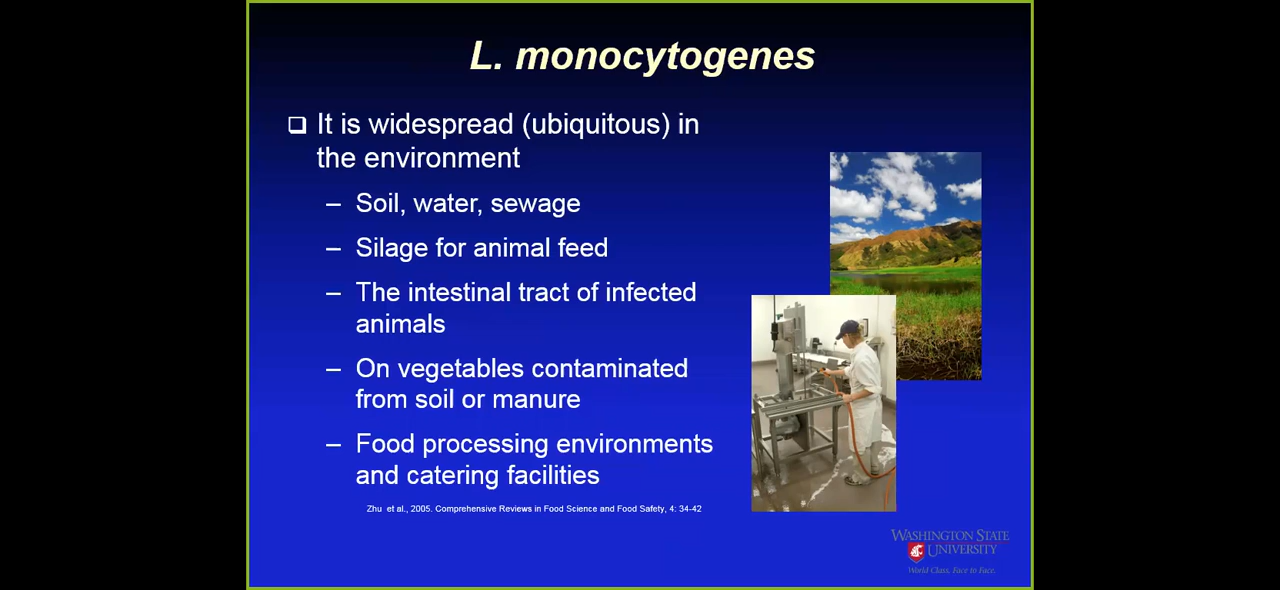 L. monocytogenes
It is widespread (ubiquitous) in
the environment
– Soil, water, sewage
– Silage for animal feed
– The intestinal tract of infected
animals
– On vegetables contaminated
from soil or manure
– Food processing environments
and catering facilities
Zhu et al., 2005. Comprehensive Reviews in Food Science and Food Safety, 4: 34-42
WASHINGTON STATE
UNIVERSITY
World Class. Face to Face.